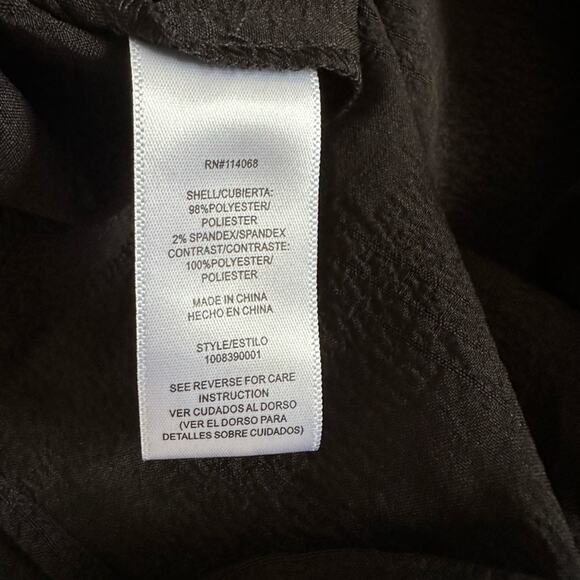 RN#114068
SHELL/CUBIERTA:
98%POLYESTER/
POLIESTER
2% SPANDEX/SPANDEX
CONTRAST/CONTRASTE:
100%POLYESTER/
POLIESTER
MADE IN CHINA
HECHO EN CHINA
STYLE/ESTILO
1008390001
SEE REVERSE FOR CARE
INSTRUCTION
VER CUIDADOS AL DORSO
(VER EL DORSO PARA
DETALLES SOBRE CUIDADOS)